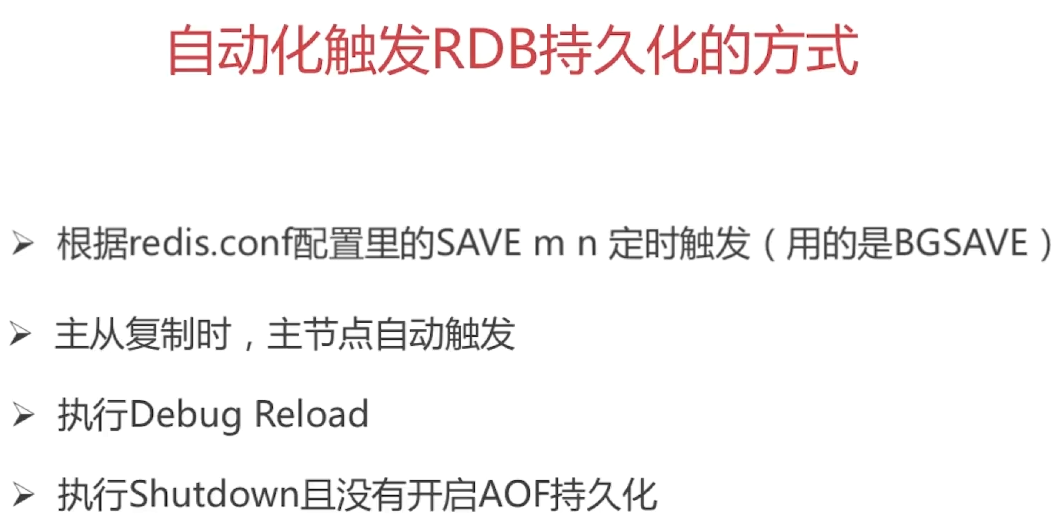 自动化触发RDB持久化的方式
➢ 根据redis.conf配置里的SAVE m n 定时触发（用的是BGSAVE）
➢ 主从复制时，主节点自动触发
➢ 执行Debug Reload
➢ 执行Shutdown且没有开启AOF持久化